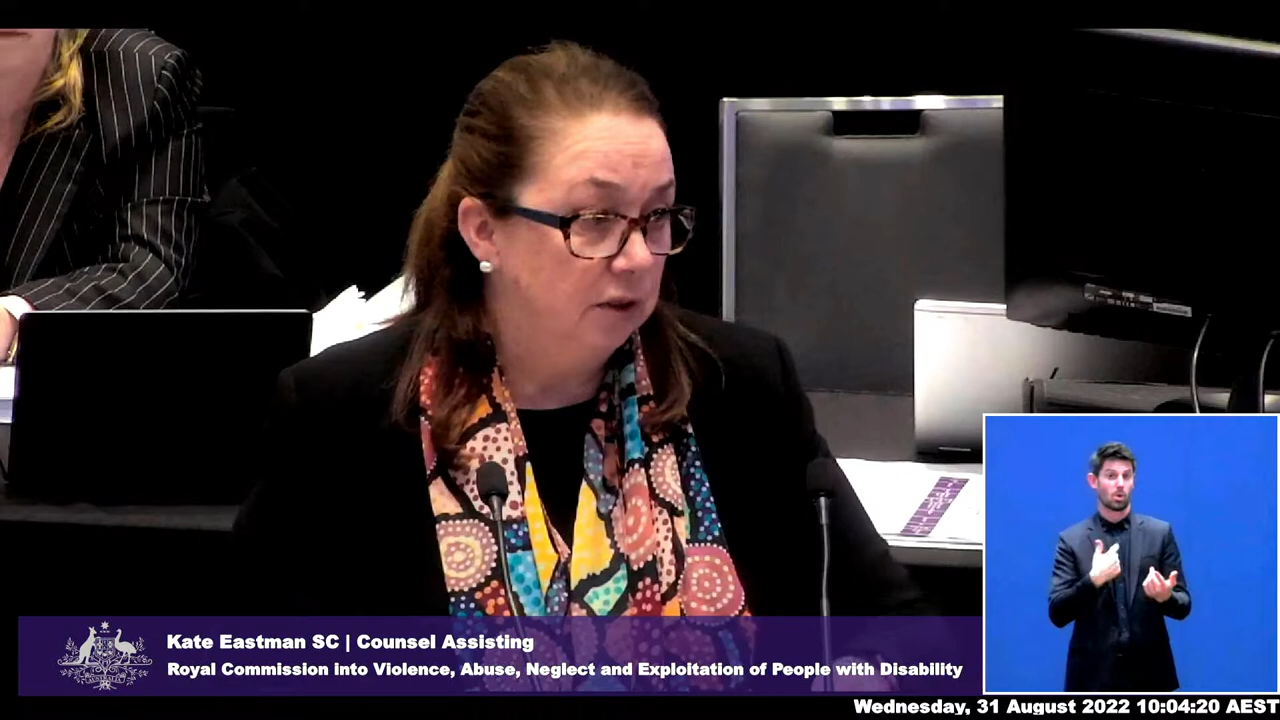 Kate Eastman SC | Counsel Assisting
Royal Commission into Violence, Abuse, Neglect and Exploitation of People with Disability
Wednesday, 31 August 2022 10:04:20 AEST